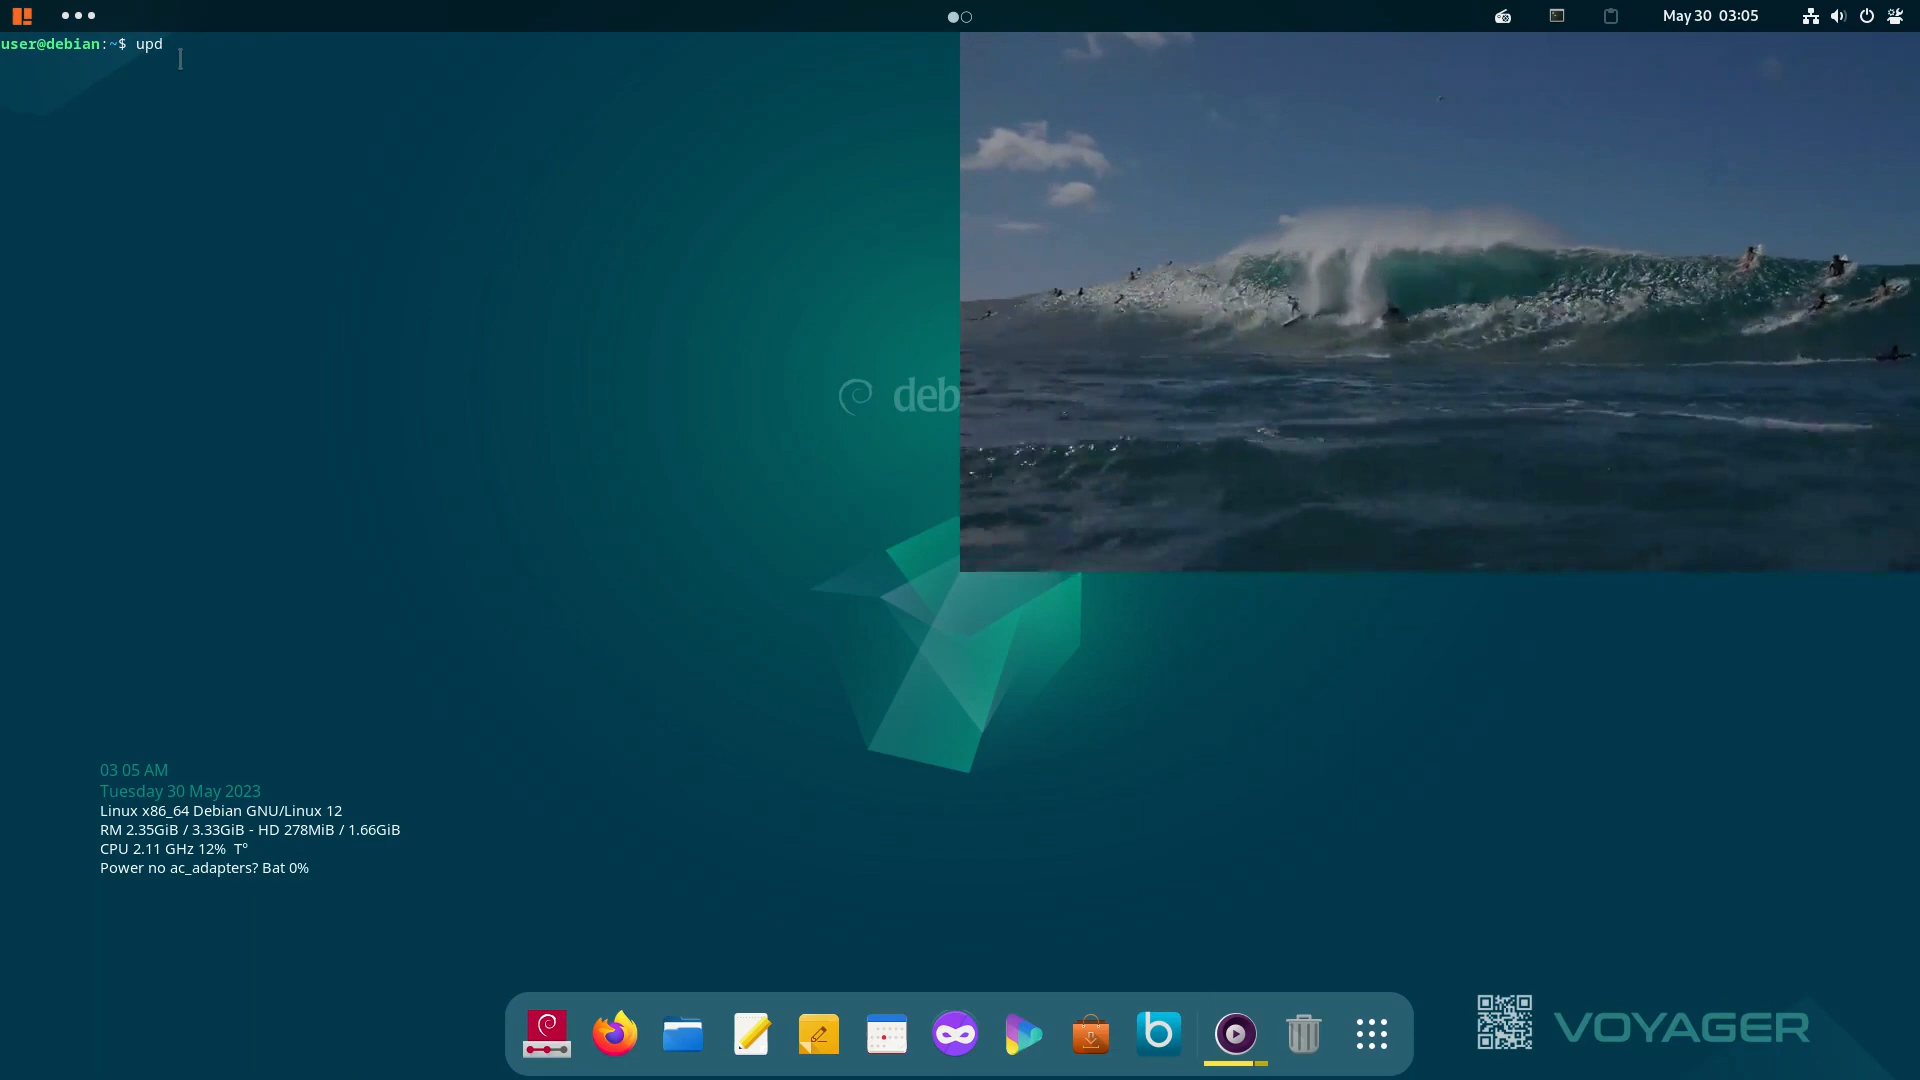 May 30 03:05
user@debian:~$ upd
deb
03 05 AM
Tuesday 30 May 2023
Linux x86_64 Debian GNU/Linux 12
RM 2.35GiB / 3.33GiB - HD 278MiB / 1.66GiB
CPU 2.11 GHz 12% T°
Power no ac_adapters? Bat 0%
b
VOYAGER